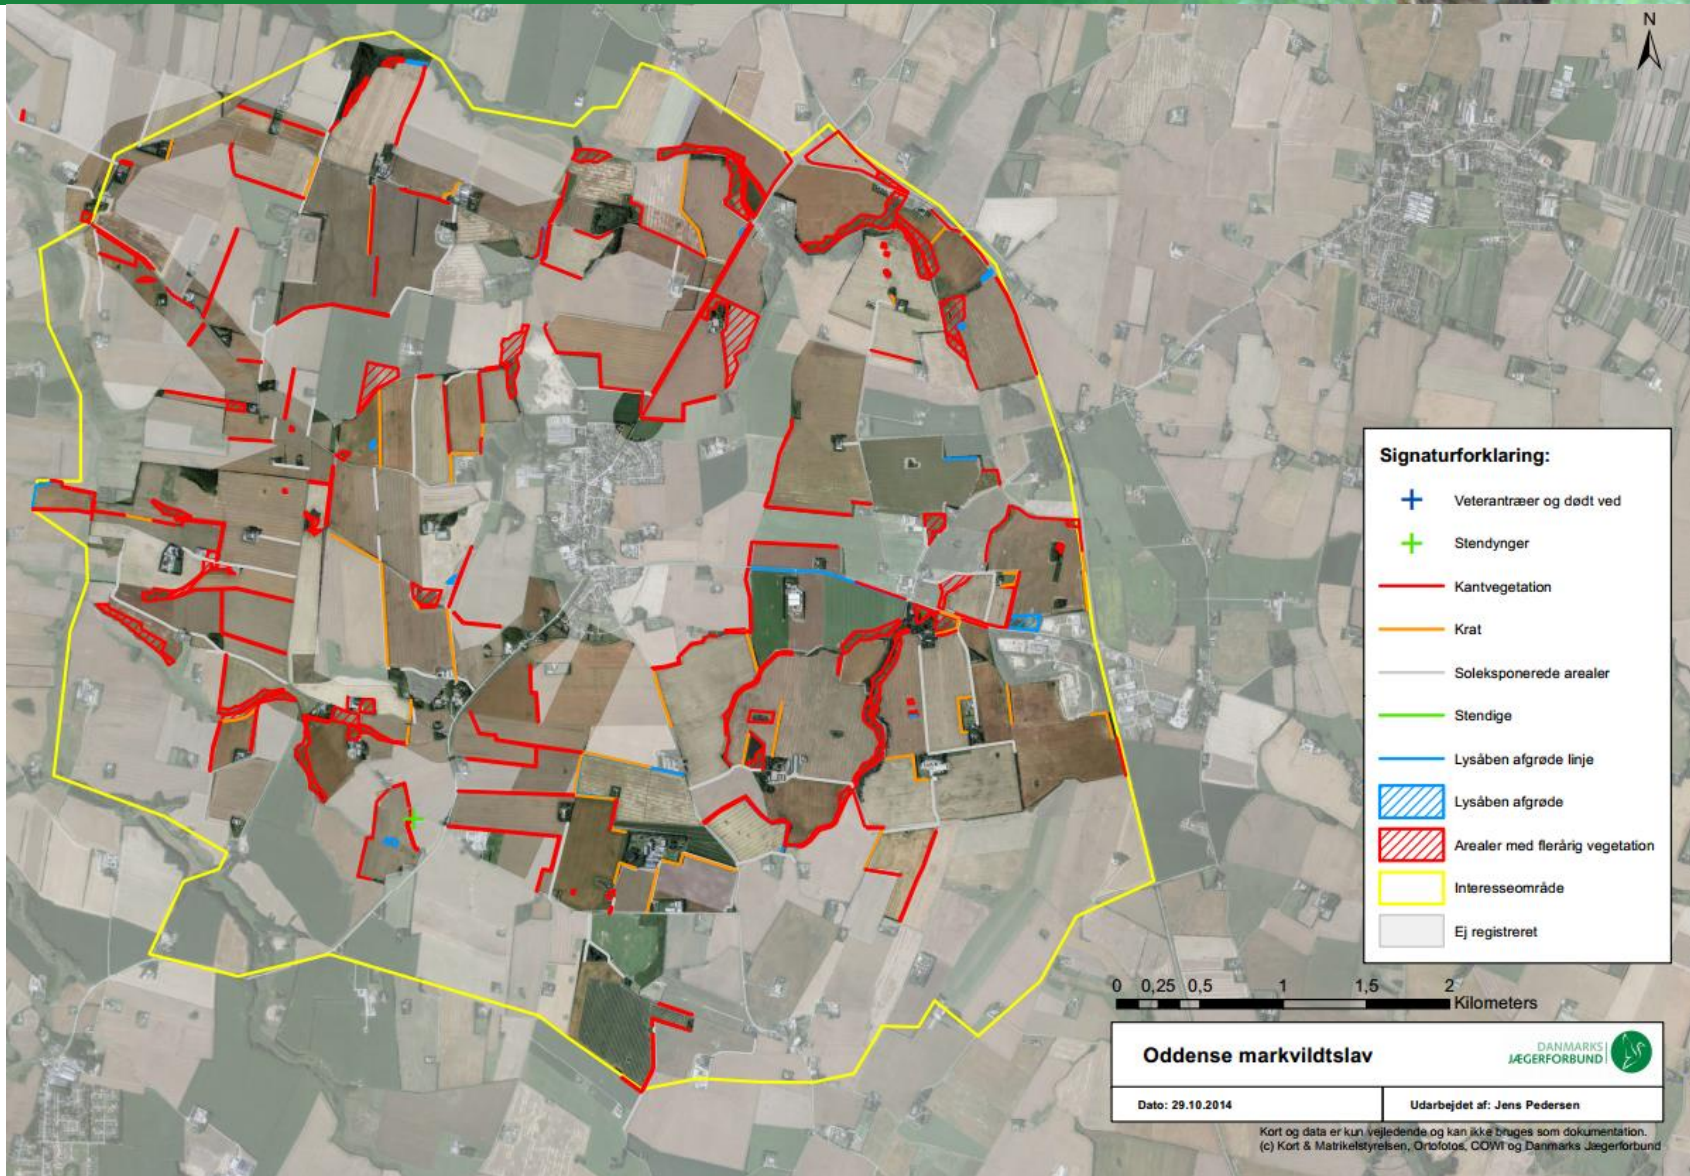 N
Signaturforklaring:
Veterantræer og dødt ved
Stendynger
Kantvegetation
Krat
Soleksponerede arealer
Stendige
Lysåben afgrøde linje
Lysåben afgrøde
Arealer med flerårig vegetation
Interesseområde
Ej registreret
0 0,25 0,5 1 1,5 2
Kilometers
Oddense markvildtslav
DANMARKS
JÆGERFORBUND
Dato: 29.10.2014
Udarbejdet af: Jens Pedersen
Kort og data er kun vejledende og kan ikke bruges som dokumentation.
(c) Kort & Matrikelstyrelsen, Ortofotos, COWI og Danmarks Jægerforbund